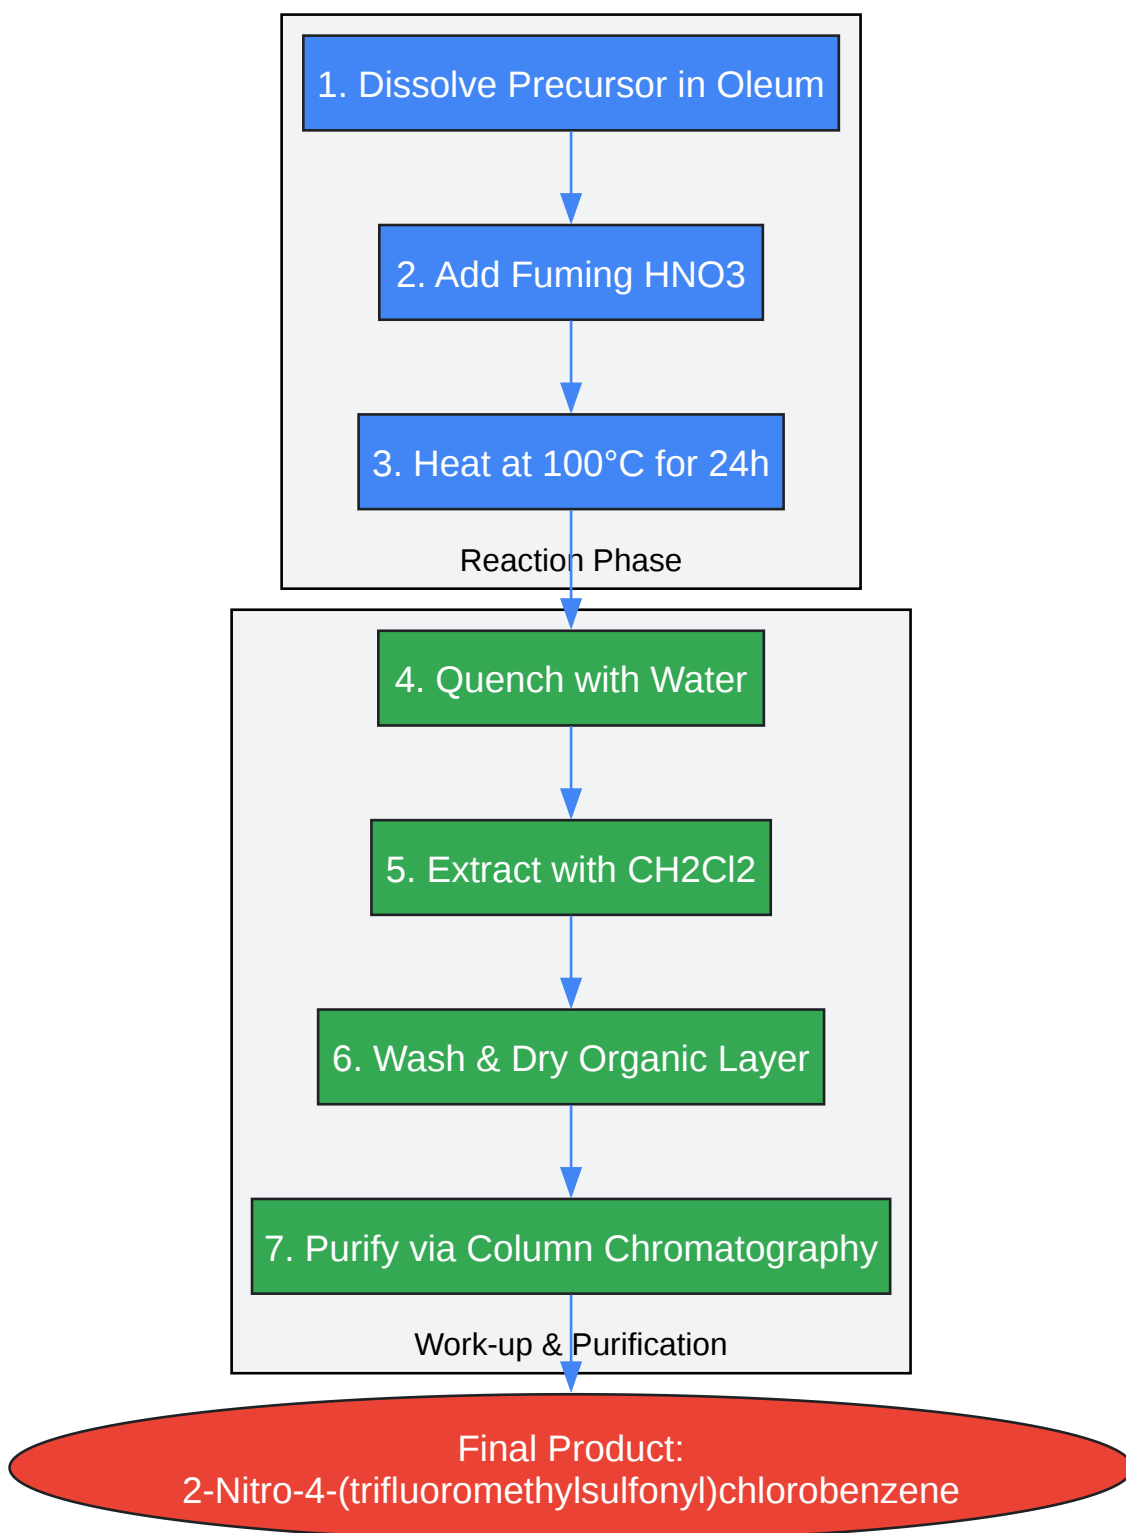 1. Dissolve Precursor in Oleum
2. Add Fuming HNO3
3. Heat at 100°C for 24h
Reaction Phase
4. Quench with Water
5. Extract with CH2Cl2
6. Wash & Dry Organic Layer
7. Purify via Column Chromatography
Work-up & Purification
Final Product:
2-Nitro-4-(trifluoromethylsulfonyl)chlorobenzene